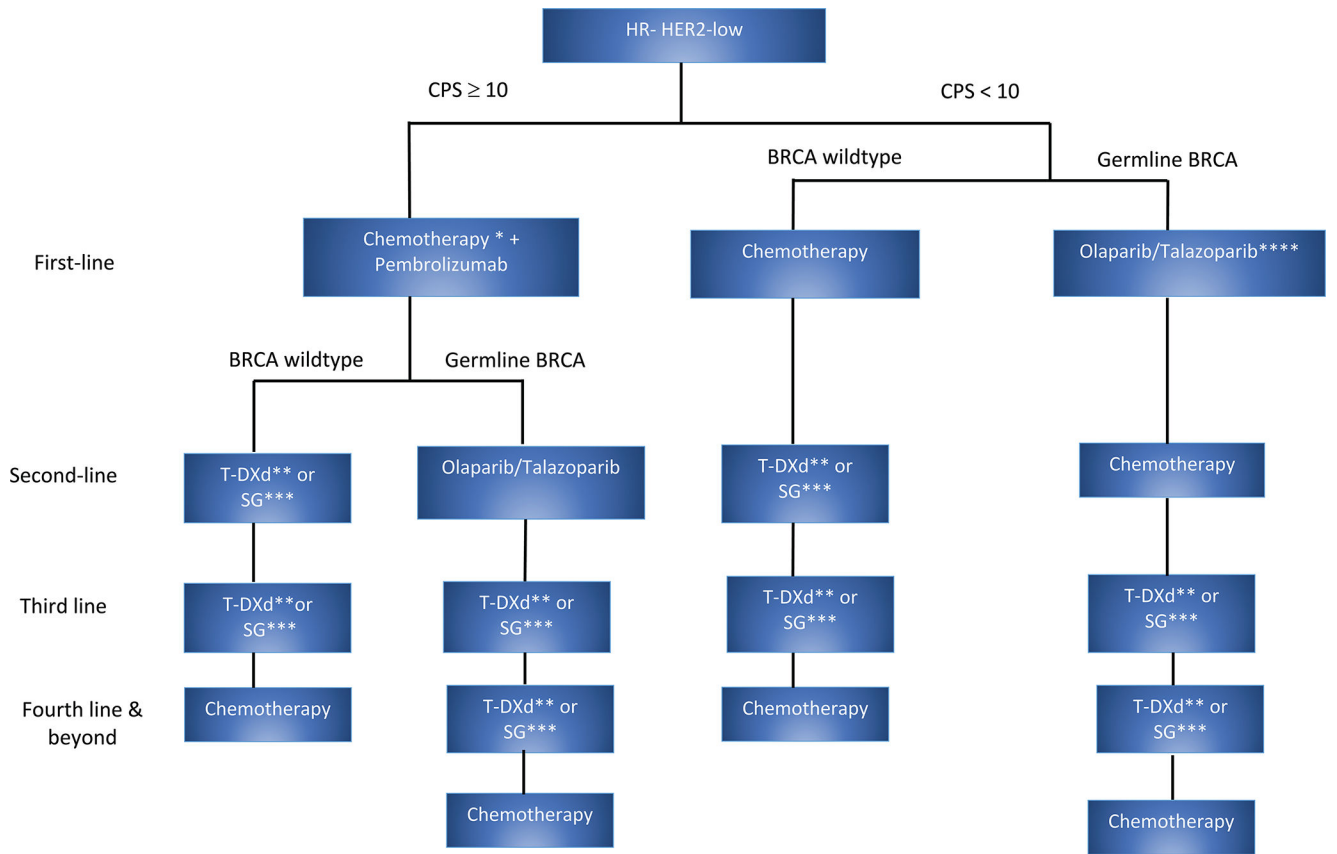 HR- HER2-low
CPS ≥ 10
CPS < 10
BRCA wildtype
Germline BRCA
First-line
Chemotherapy * +
Pembrolizumab
Chemotherapy
Olaparib/Talazoparib****
BRCA wildtype
Germline BRCA
Second-line
T-DXd** or
SG***
Olaparib/Talazoparib
T-DXd** or
SG***
Chemotherapy
Third line
T-DXd**or
SG***
T-DXd** or
SG***
T-DXd** or
SG***
T-DXd** or
SG***
Fourth line &
beyond
Chemotherapy
T-DXd** or
SG***
Chemotherapy
T-DXd** or
SG***
Chemotherapy
Chemotherapy